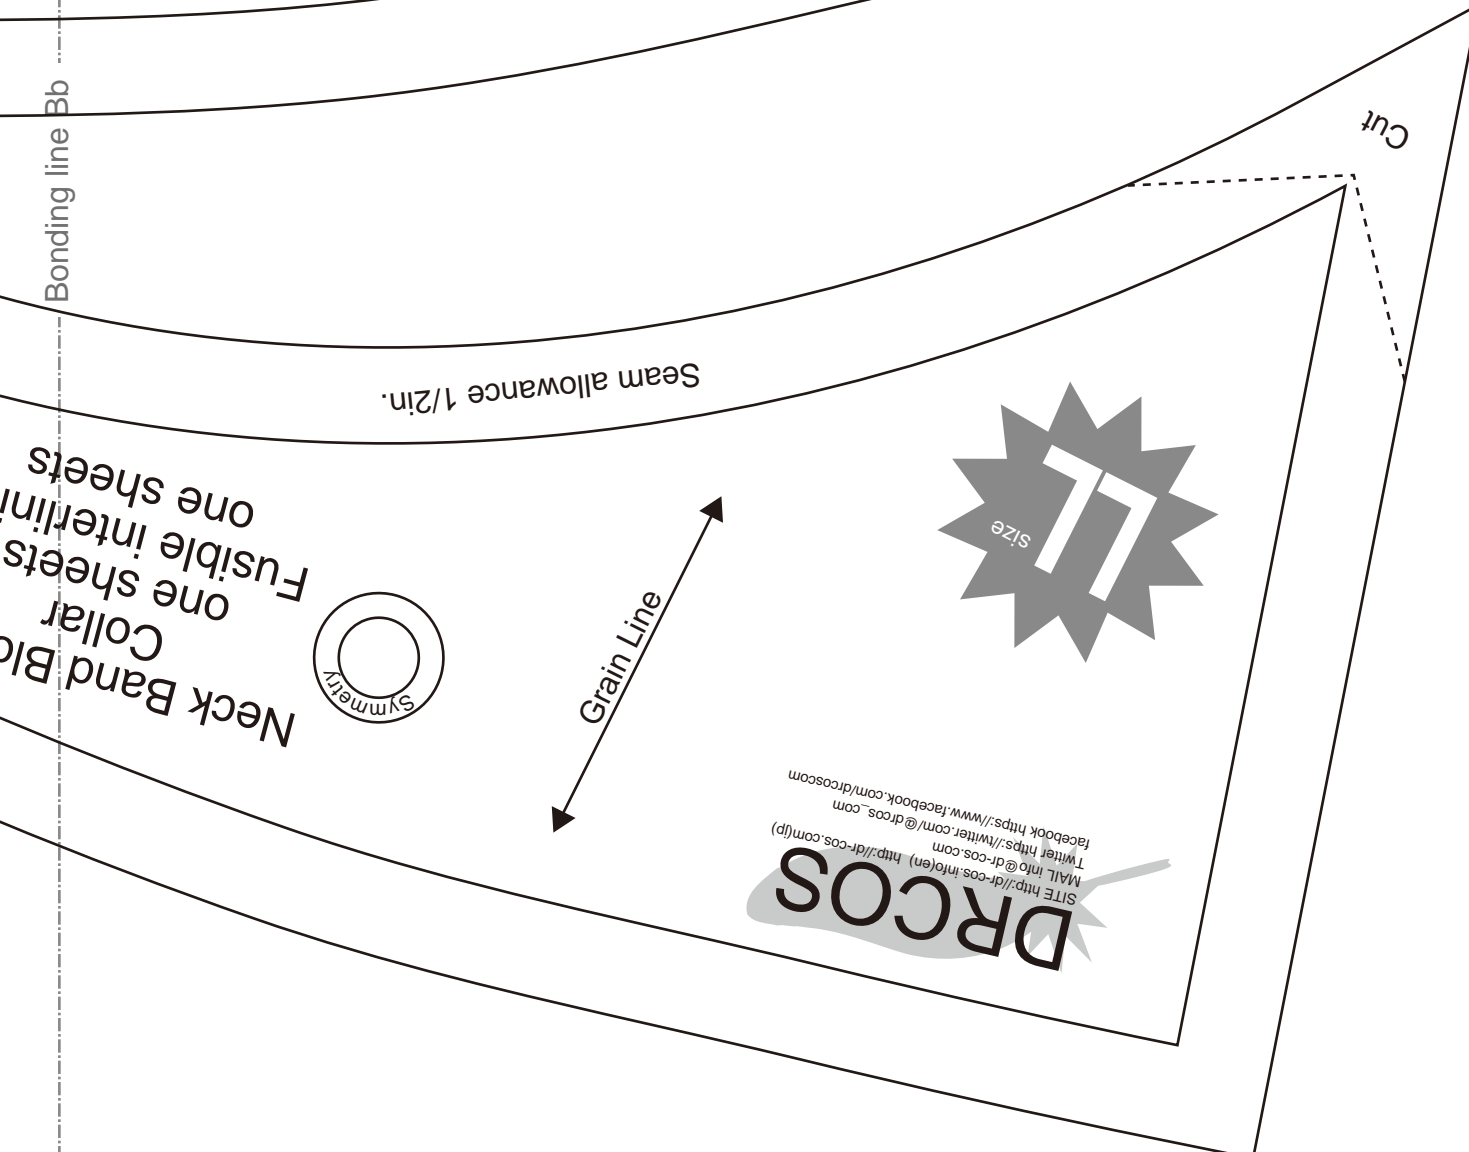 Bonding line Bb
Cut
Seam allowance 1/2in.
Neck Band Blo
Collar
one sheets
Fusible interlini
one sheets
Symmetry
Grain Line
LL
size
DRCOS
SITE http://dr-cos.info(en) http://dr-cos.com(jp)
MAIL info@dr-cos.com
Twitter https://twitter.com/@drcos_com
facebook https://www.facebook.com/drcoscom